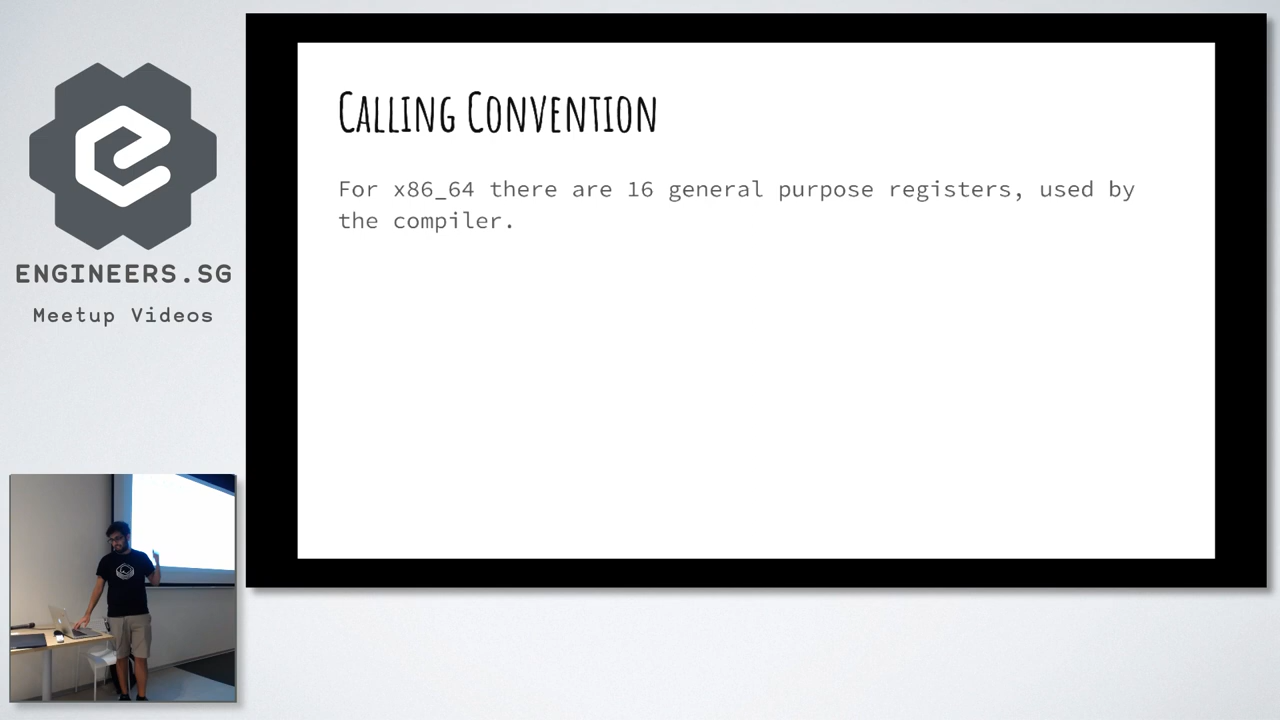 CALLING CONVENTION
For x86_64 there are 16 general purpose registers, used by
the compiler.
ENGINEERS.SG
Meetup Videos